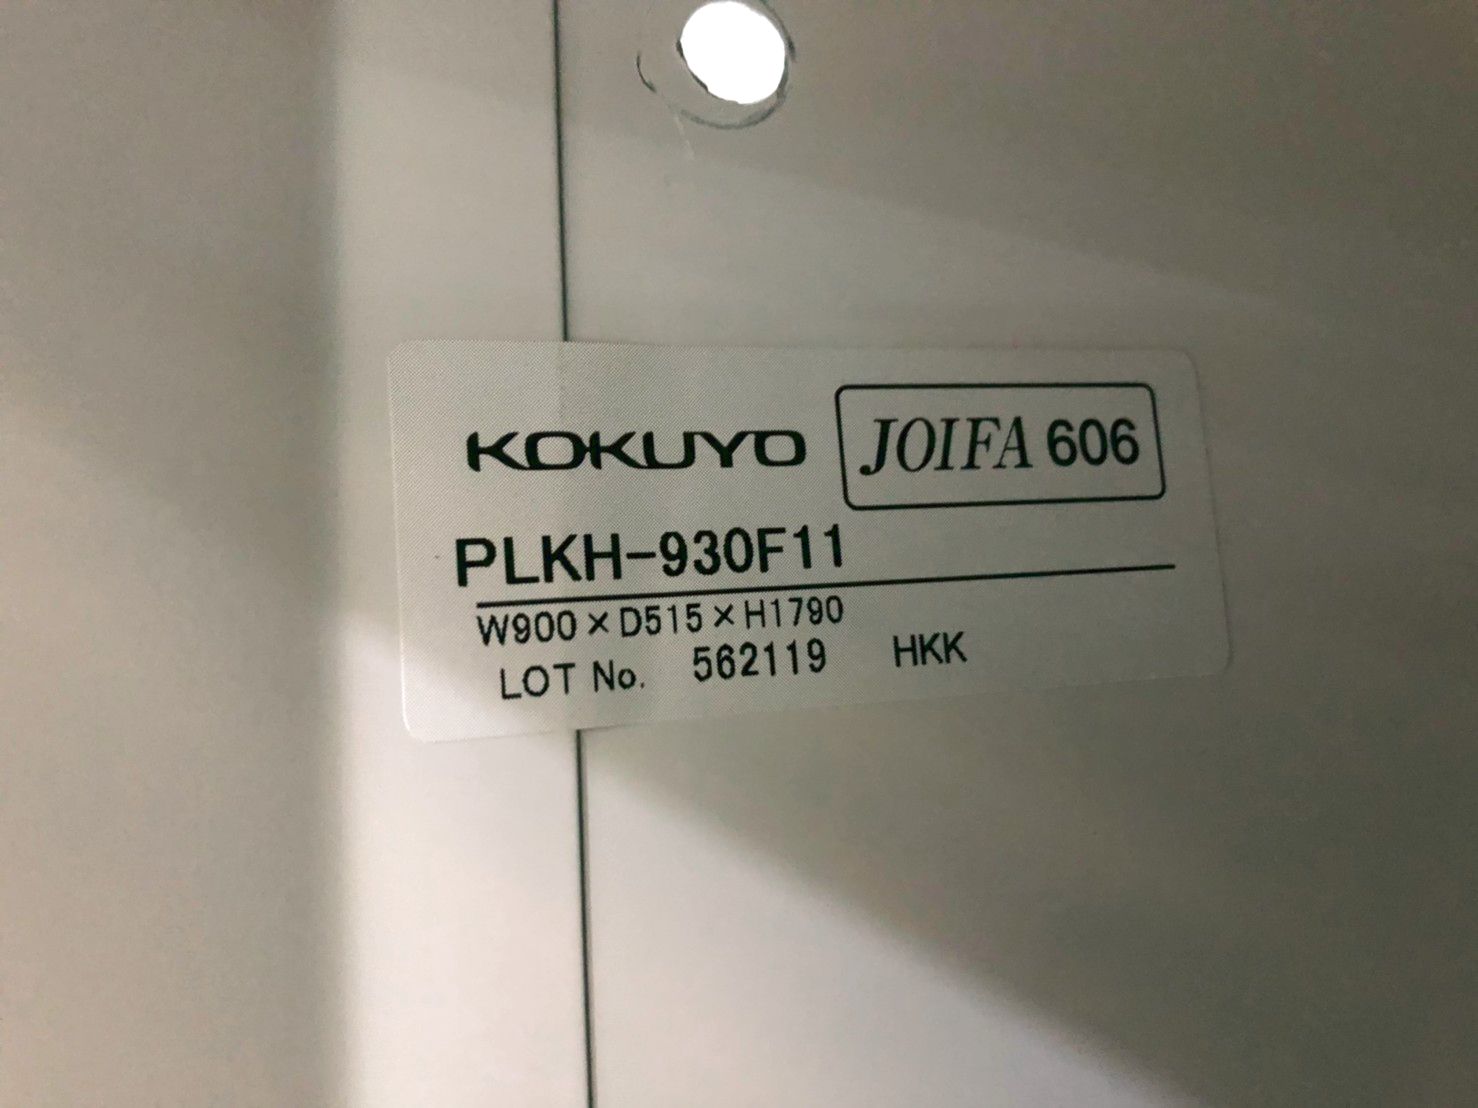 KOKUYO JOIFA 606
PLKH-930F11
W900×D515×H1790
LOT No. 562119 HKK